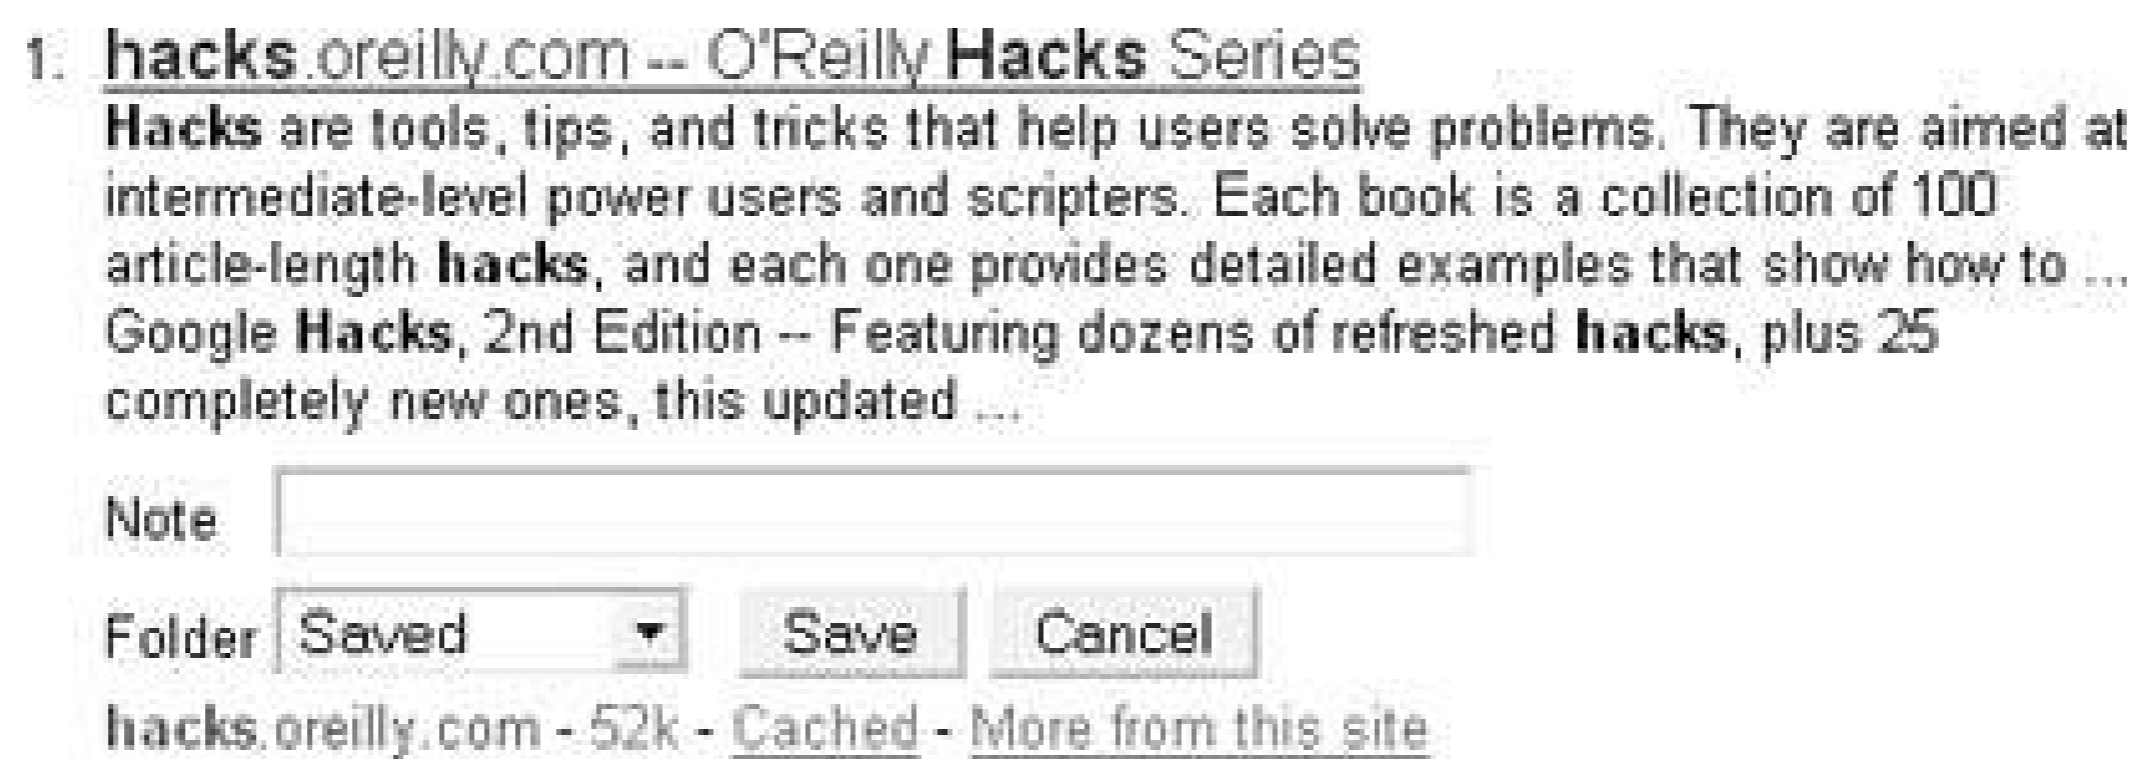 1. hacks.oreilly.com -- O'Reilly Hacks Series
Hacks are tools, tips, and tricks that help users solve problems. They are aimed at
intermediate-level power users and scripters. Each book is a collection of 100
article-length hacks, and each one provides detailed examples that show how to ...
Google Hacks, 2nd Edition -- Featuring dozens of refreshed hacks, plus 25
completely new ones, this updated ...
Note
Folder Saved Save Cancel
hacks.oreilly.com - 52k - Cached - More from this site